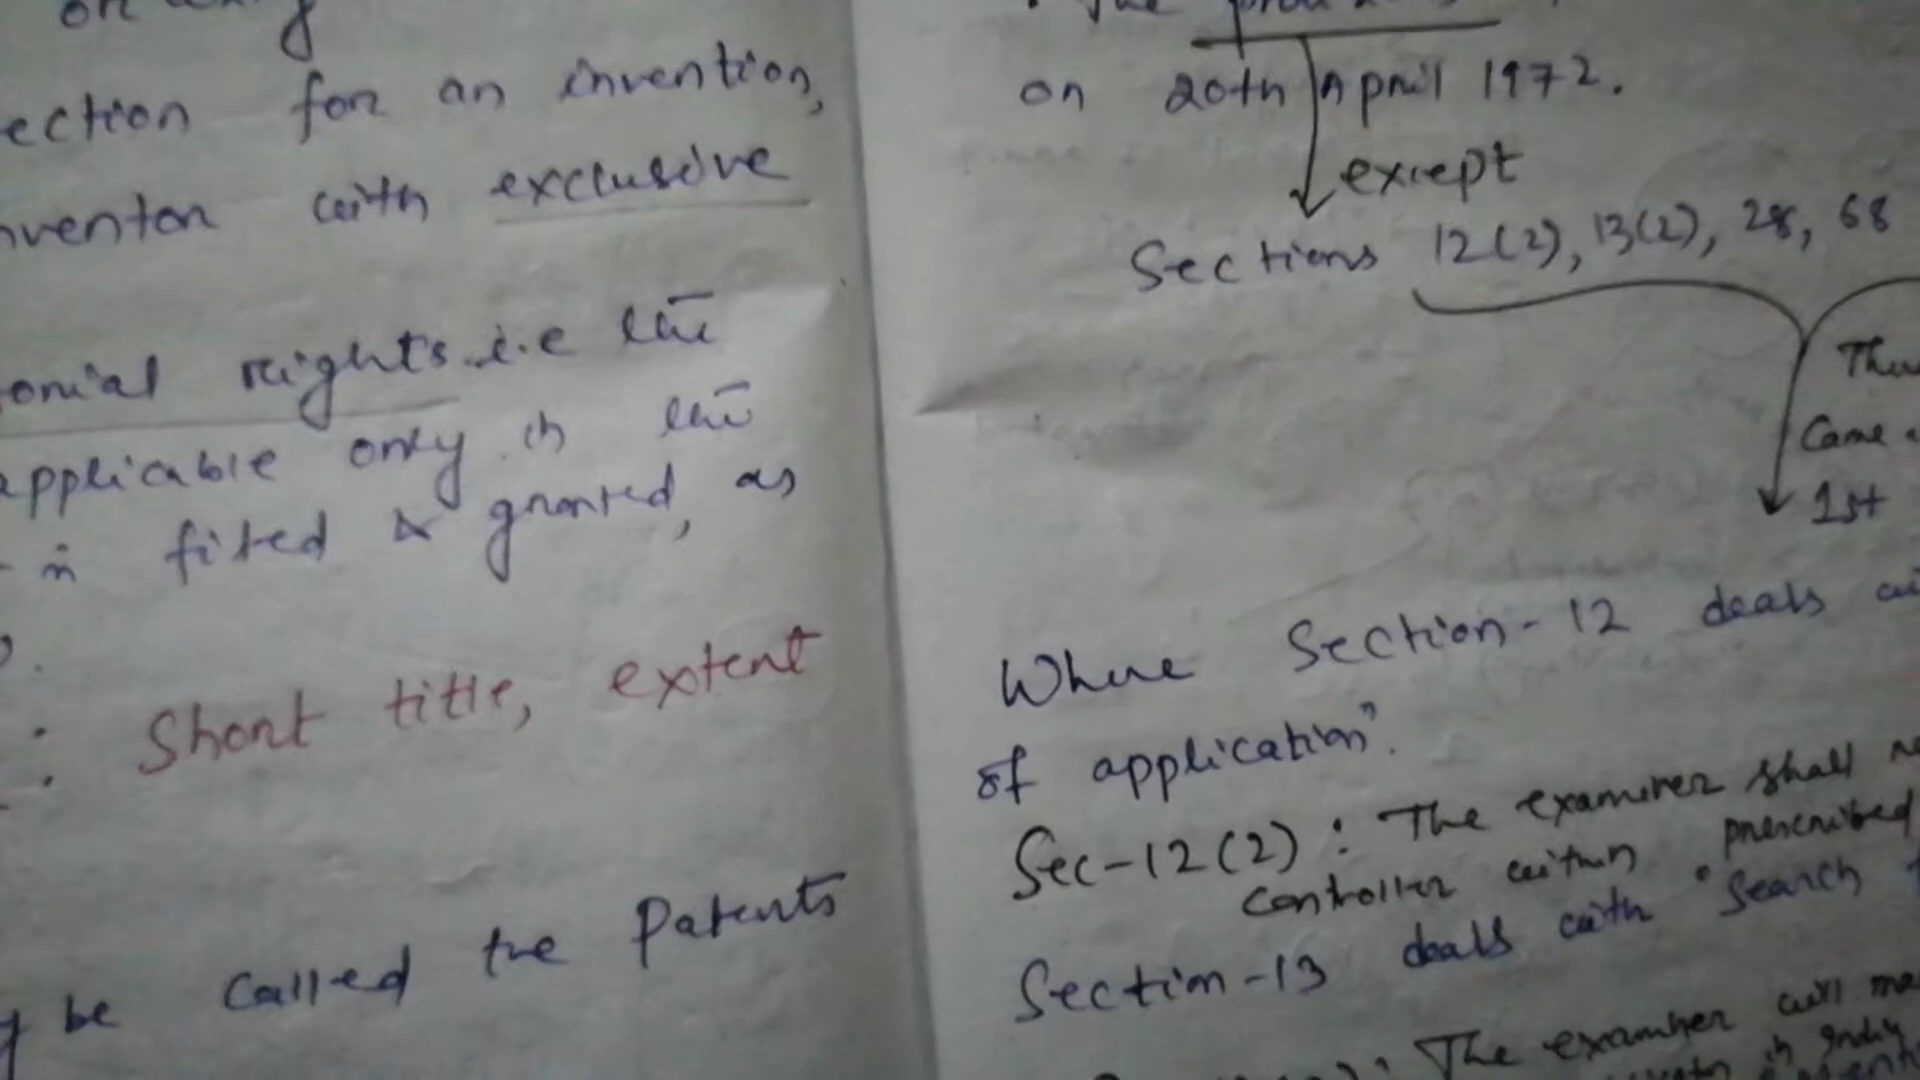 ection for an invention,
nventor with exclusive
onial rights i.e the
applicable only in the
filed & granted, as
: Short title, extent
y be called the Patents
on 20th April 1972.
except
Sections 12(2), 13(2), 28, 68
Came
1st
Where Section-12 deals
of application".
Sec-12(2) : The examiner shall
controller within prescribed
Section-13 deals with "Search
The examiner will